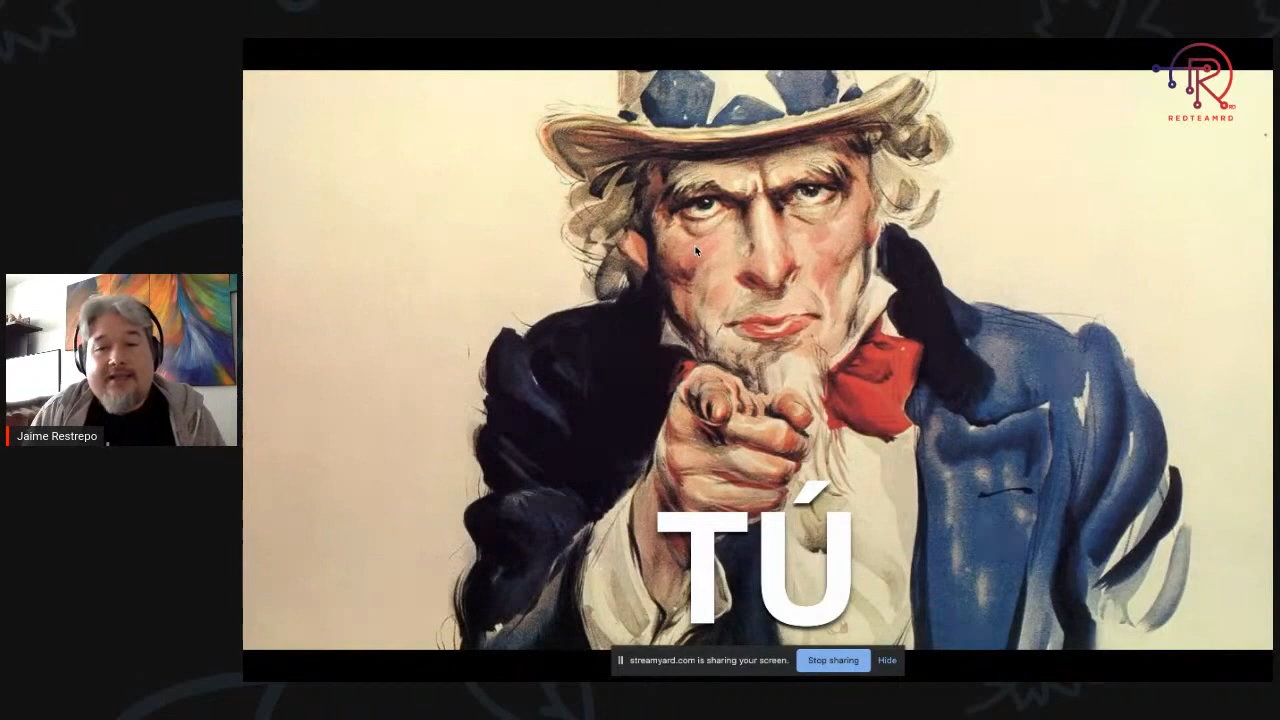 REDTEAMRD
Jaime Restrepo
TÚ
streamyard.com is sharing your screen.
Stop sharing
Hide